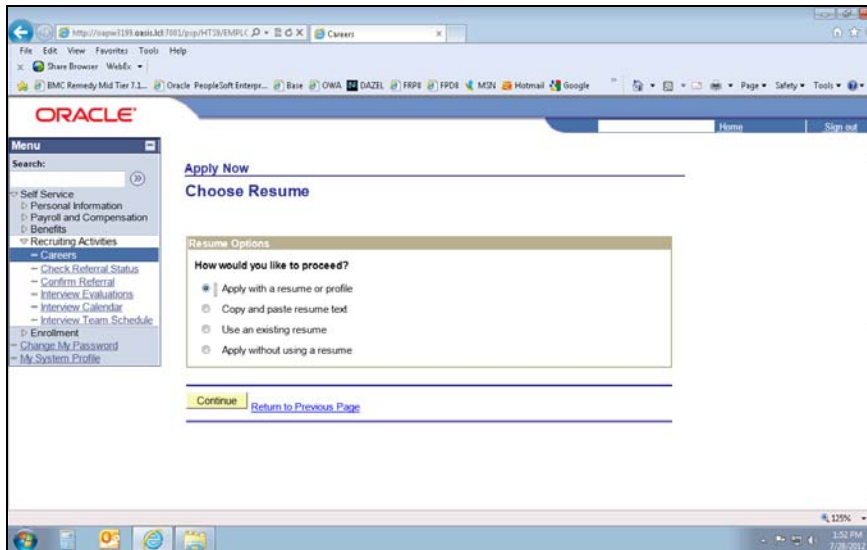 Careers
File Edit View Favorites Tools Help
Share Browser WebEx
BMC Remedy Mid Tier 7.1... Oracle PeopleSoft Enterpr... Base OWA DAZEL FRP8 FPD8 MSN Hotmail Google Page Safety Tools
ORACLE
Home Sign out
Menu
Search:
Self Service
Personal Information
Payroll and Compensation
Benefits
Recruiting Activities
Careers
Check Referral Status
Confirm Referral
Interview Evaluations
Interview Calendar
Interview Team Schedule
Enrollment
Change My Password
My System Profile
Apply Now
Choose Resume
Resume Options
How would you like to proceed?
Apply with a resume or profile
Copy and paste resume text
Use an existing resume
Apply without using a resume
Continue Return to Previous Page
125%
1:52 PM